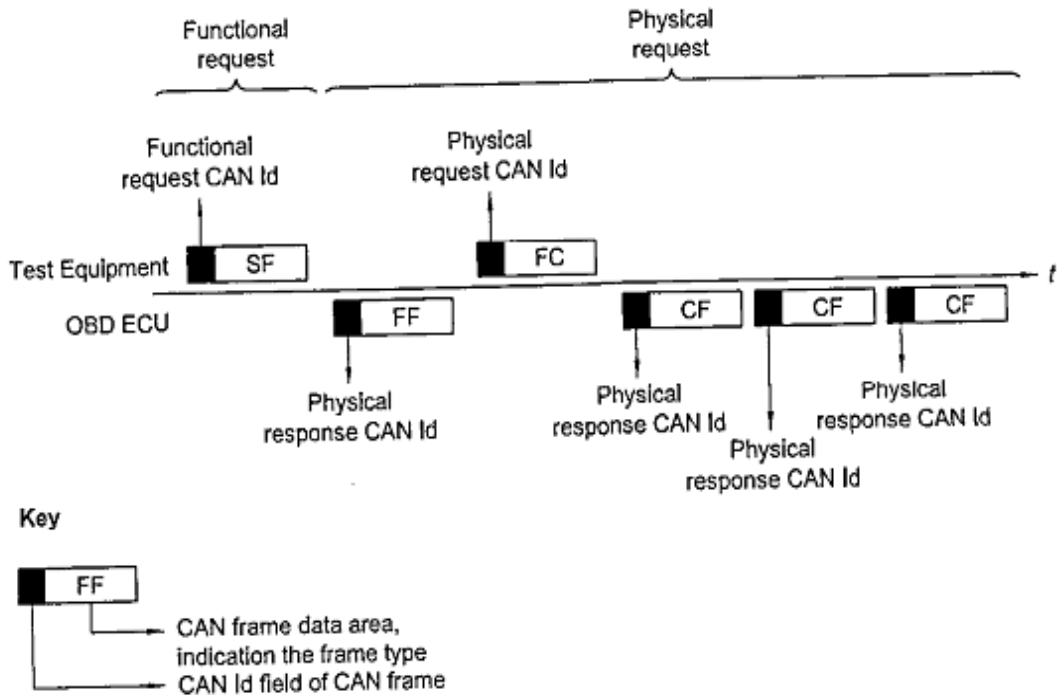 Functional
request
Physical
request
Functional
request CAN Id
Physical
request CAN Id
Test Equipment
SF
FC
t
OBD ECU
FF
CF
CF
CF
Physical
response CAN Id
Physical
response CAN Id
Physical
response CAN Id
Physical
response CAN Id
Key
FF
CAN frame data area,
indication the frame type
CAN Id field of CAN frame